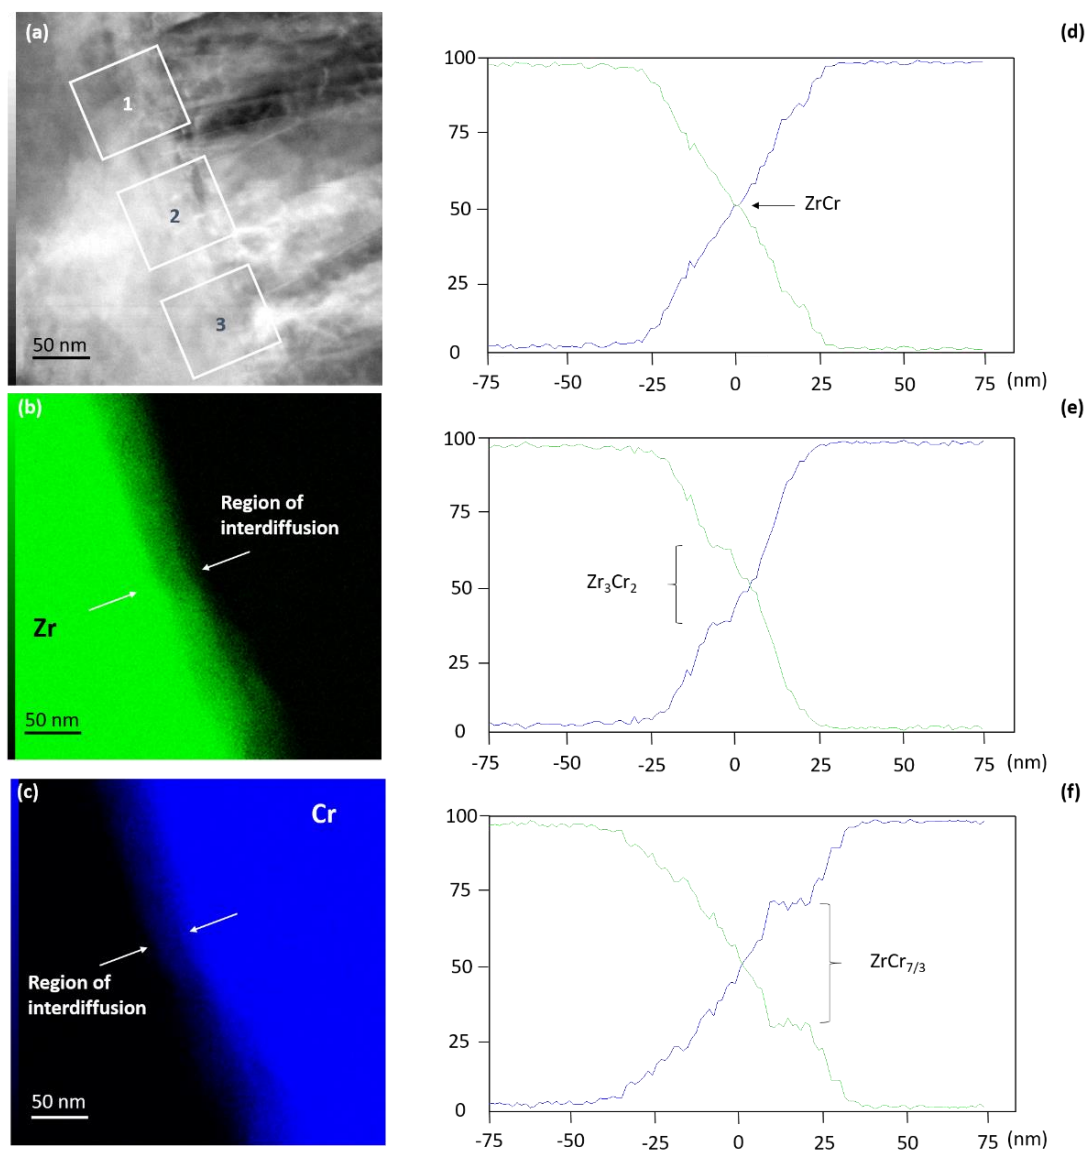 (a)
1
2
3
50 nm
(b)
Region of
interdiffusion
Zr
50 nm
(c)
Cr
Region of
interdiffusion
50 nm
(d)
100
75
50
25
0
ZrCr
-75 -50 -25 0 25 50 75 (nm)
(e)
100
75
50
25
0
Zr₃Cr₂
-75 -50 -25 0 25 50 75 (nm)
(f)
100
75
50
25
0
ZrCr₇/₃
-75 -50 -25 0 25 50 75 (nm)